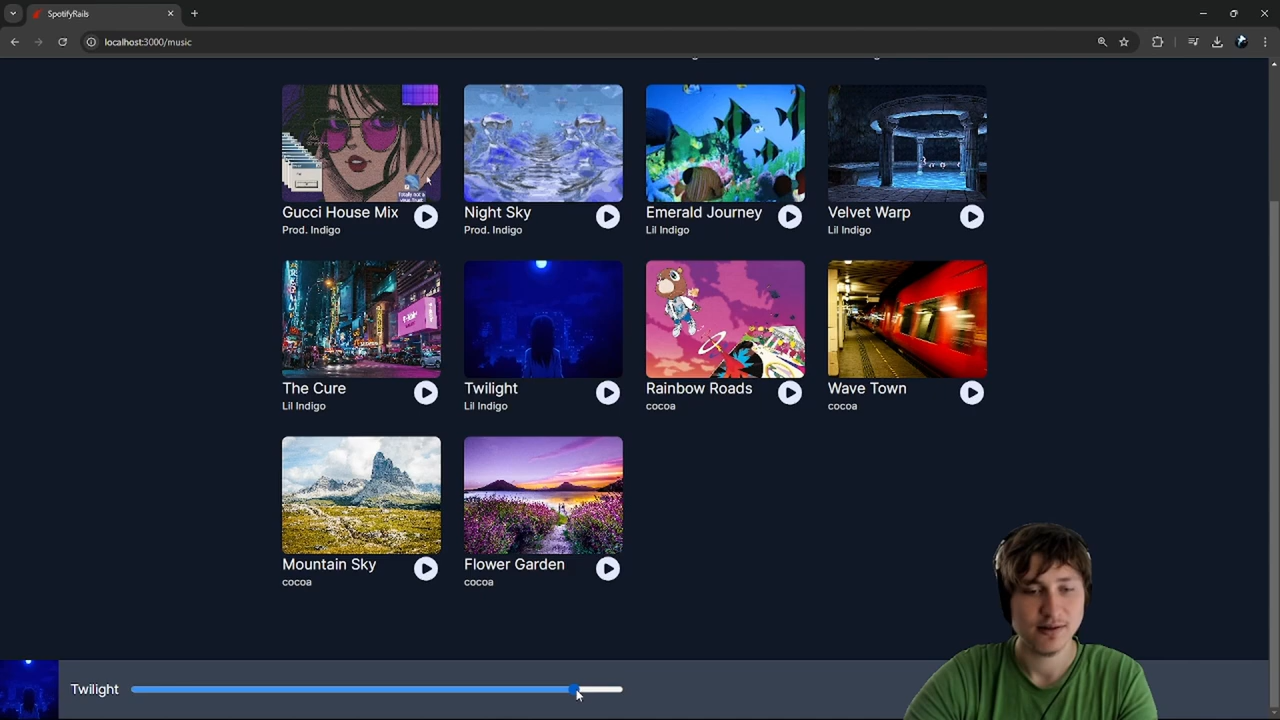 SpotifyRails
localhost:3000/music
Gucci House Mix
Prod. Indigo
Night Sky
Prod. Indigo
Emerald Journey
Lil Indigo
Velvet Warp
Lil Indigo
The Cure
Lil Indigo
Twilight
Lil Indigo
Rainbow Roads
cocoa
Wave Town
cocoa
Mountain Sky
cocoa
Flower Garden
cocoa
Twilight